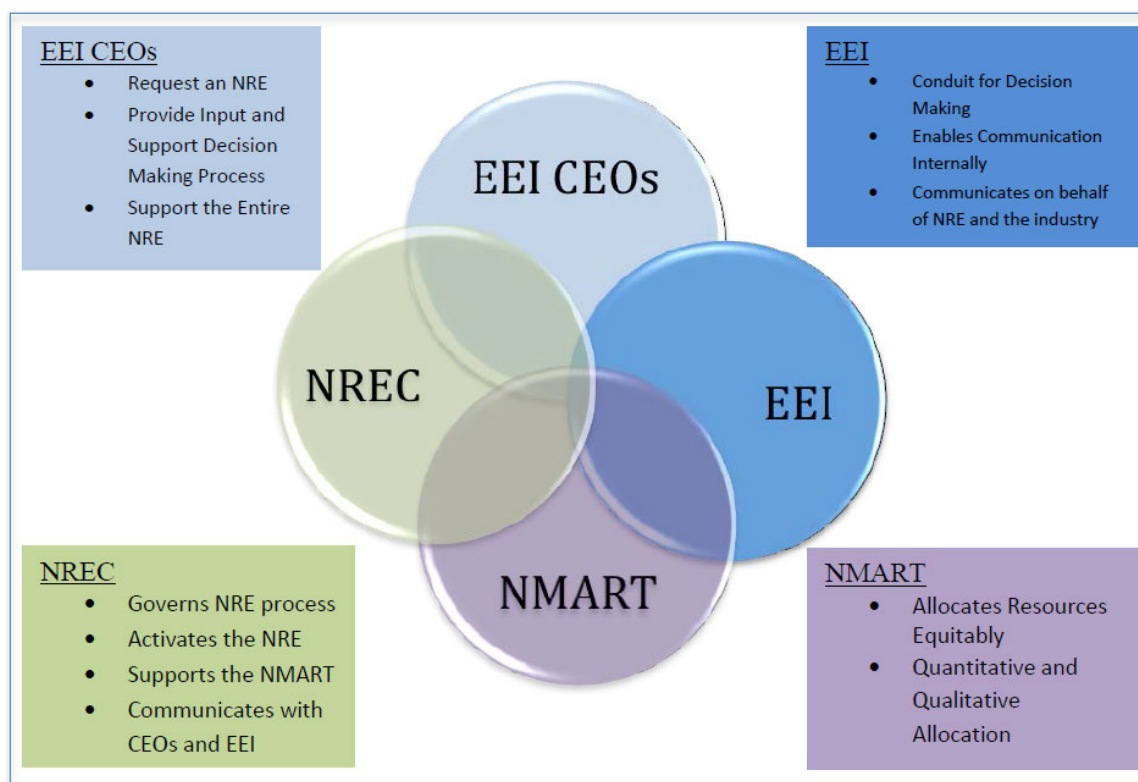 EEI CEOs
• Request an NRE
• Provide Input and
Support Decision
Making Process
• Support the Entire
NRE
EEI
• Conduit for Decision
Making
• Enables Communication
Internally
• Communicates on behalf
of NRE and the industry
EEI CEOs
NREC
EEI
NMART
NREC
• Governs NRE process
• Activates the NRE
• Supports the NMART
• Communicates with
CEOs and EEI
NMART
• Allocates Resources
Equitably
• Quantitative and
Qualitative
Allocation